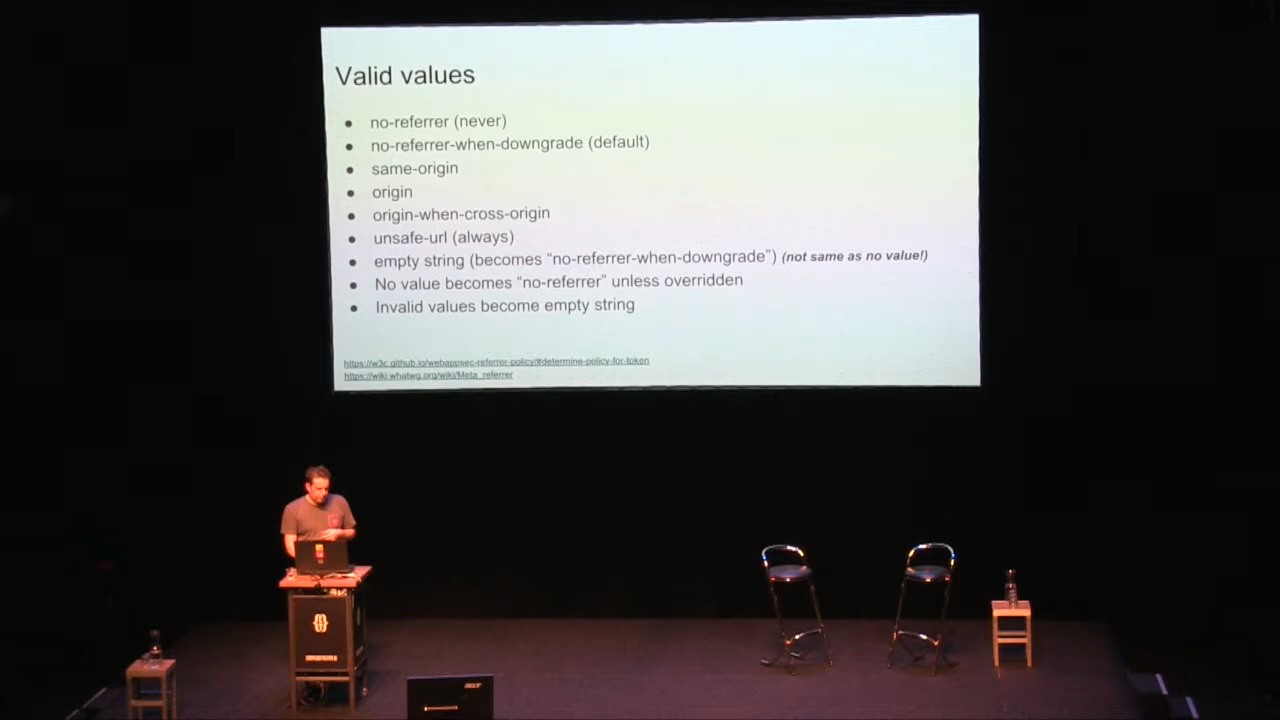 Valid values
● no-referrer (never)
● no-referrer-when-downgrade (default)
● same-origin
● origin
● origin-when-cross-origin
● unsafe-url (always)
● empty string (becomes “no-referrer-when-downgrade”) (not same as no value!)
● No value becomes “no-referrer” unless overridden
● Invalid values become empty string
https://w3c.github.io/webappsec-referrer-policy/#determine-policy-for-token
https://wiki.whatwg.org/wiki/Meta_referrer
acer